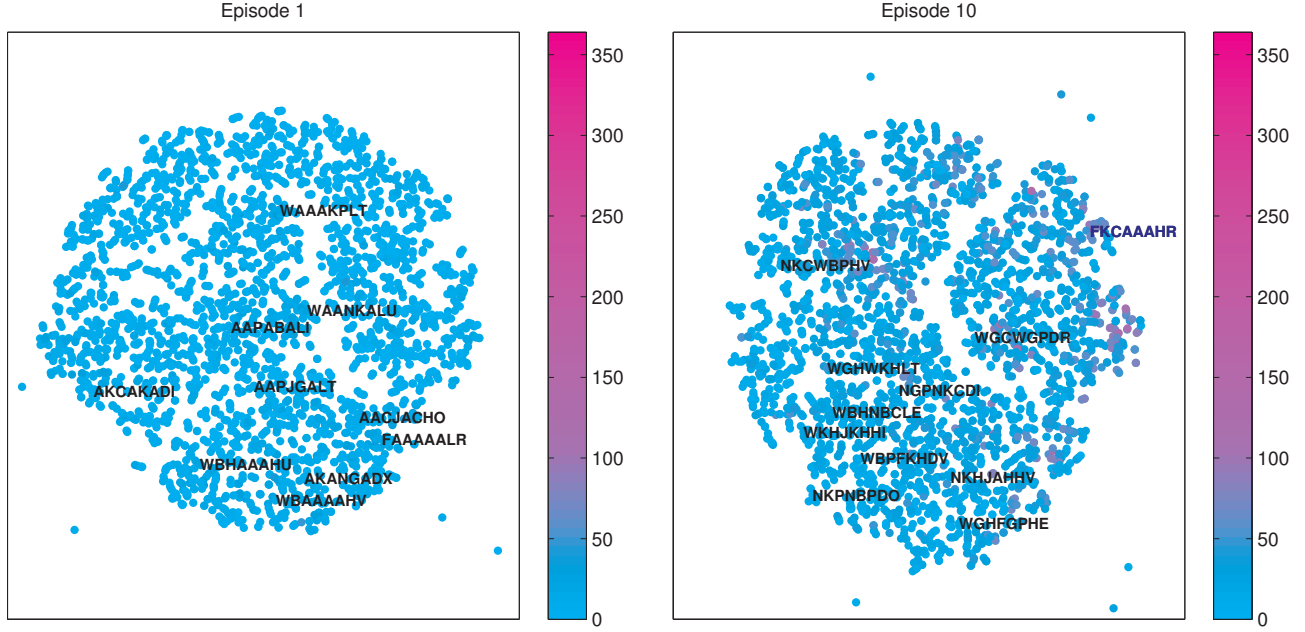 Episode 1
350
300
250
200
150
100
50
0
WAAAKPLT
WAANKALU
AAPABALI
AKCAKADI
AAPJGALT
AACJACHO
FAAAAALR
WBHAAAHU
AKANGADX
WBAAAAHV
Episode 10
350
300
250
200
150
100
50
0
FKCAAAHR
NKCWBPHV
WGCWGPDR
WGHWKHLT
NGPNKCDI
WBHNBCLE
WKHJKHHI
WBPFKHDV
NKHJAHHV
NKPNBPDO
WGHFGPHE